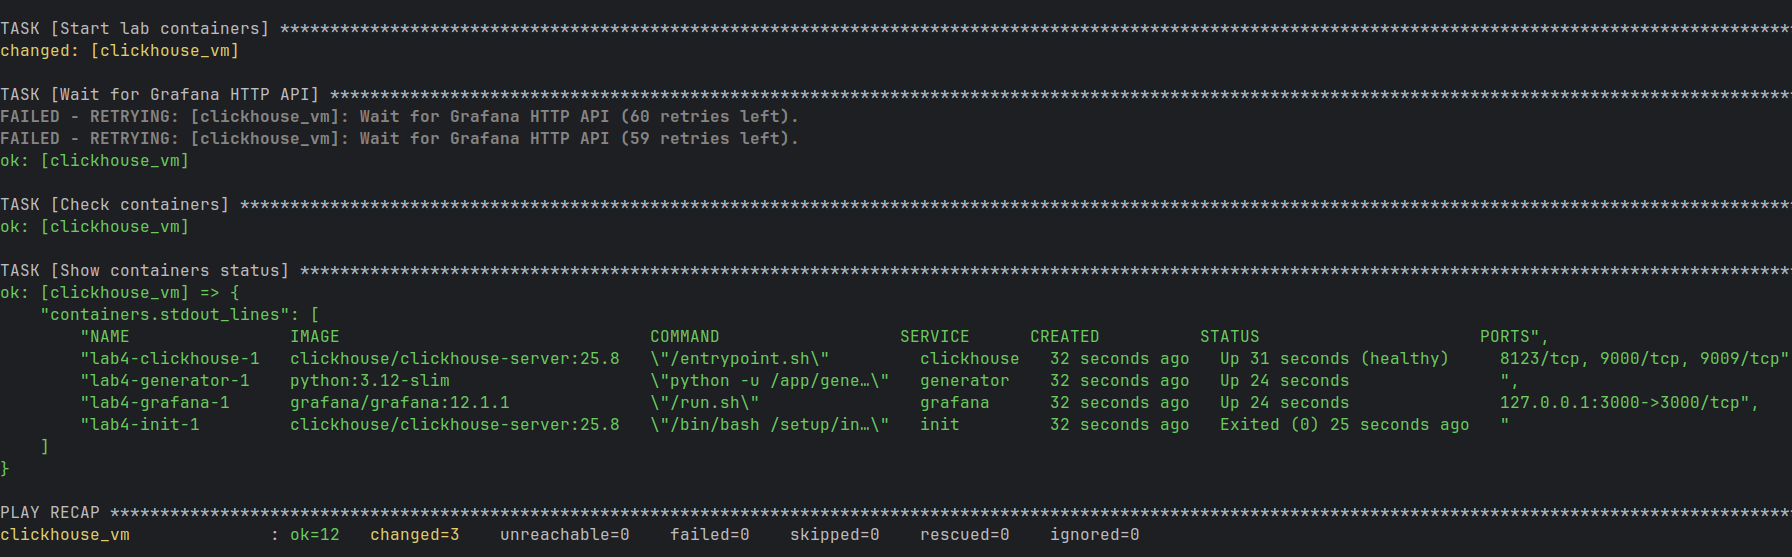 TASK [Start lab containers] ****************************************************************************************************************************************************
changed: [clickhouse_vm]
TASK [Wait for Grafana HTTP API] ***********************************************************************************************************************************************
FAILED - RETRYING: [clickhouse_vm]: Wait for Grafana HTTP API (60 retries left).
FAILED - RETRYING: [clickhouse_vm]: Wait for Grafana HTTP API (59 retries left).
ok: [clickhouse_vm]
TASK [Check containers] ********************************************************************************************************************************************************
ok: [clickhouse_vm]
TASK [Show containers status] **************************************************************************************************************************************************
ok: [clickhouse_vm] => {
    "containers.stdout_lines": [
        "NAME                IMAGE                               COMMAND                  SERVICE      CREATED          STATUS                      PORTS",
        "lab4-clickhouse-1   clickhouse/clickhouse-server:25.8   \"/entrypoint.sh\"         clickhouse   32 seconds ago   Up 31 seconds (healthy)     8123/tcp, 9000/tcp, 9009/tcp"
        "lab4-generator-1    python:3.12-slim                    \"python -u /app/gene…\"   generator    32 seconds ago   Up 24 seconds               ",
        "lab4-grafana-1      grafana/grafana:12.1.1              \"/run.sh\"                grafana      32 seconds ago   Up 24 seconds               127.0.0.1:3000->3000/tcp",
        "lab4-init-1         clickhouse/clickhouse-server:25.8   \"/bin/bash /setup/in…\"   init         32 seconds ago   Exited (0) 25 seconds ago   "
    ]
}
PLAY RECAP *********************************************************************************************************************************************************************
clickhouse_vm              : ok=12   changed=3    unreachable=0    failed=0    skipped=0    rescued=0    ignored=0